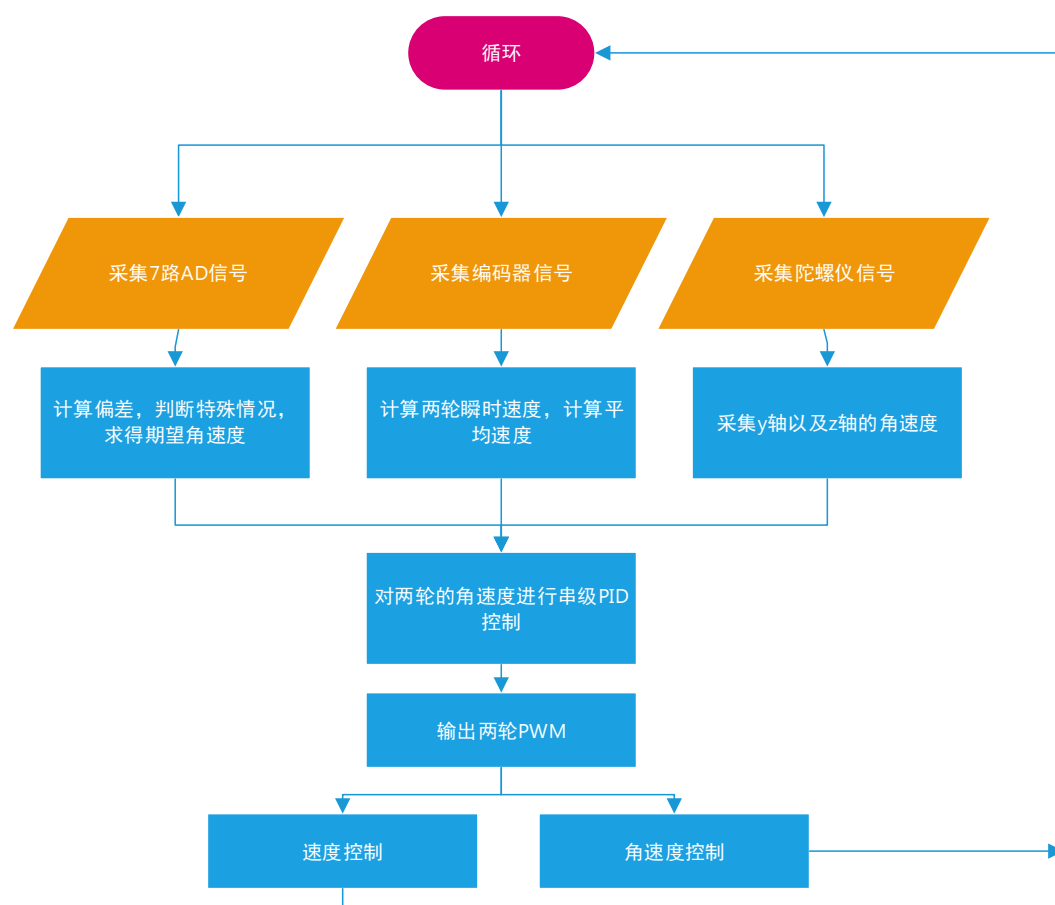 循环
采集7路AD信号
采集编码器信号
采集陀螺仪信号
计算偏差，判断特殊情况，
求得期望角速度
计算两轮瞬时速度，计算平
均速度
采集y轴以及z轴的角速度
对两轮的角速度进行串级PID
控制
输出两轮PWM
速度控制
角速度控制